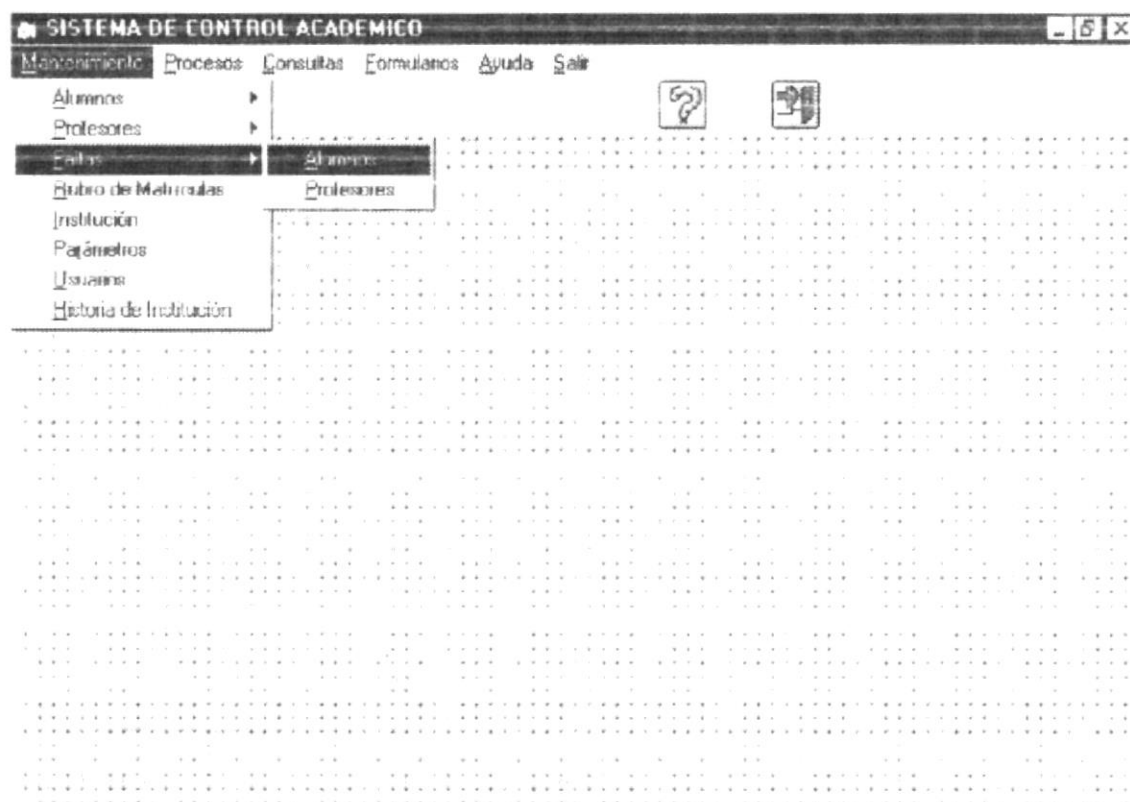 SISTEMA DE CONTROL ACADEMICO
Mantenimiento Procesos Consultas Formularios Ayuda Salir
Alumnos
Profesores
Faltas Alumnos
Rubro de Matriculas Profesores
Institución
Parámetros
Usuarios
Historia de Institución